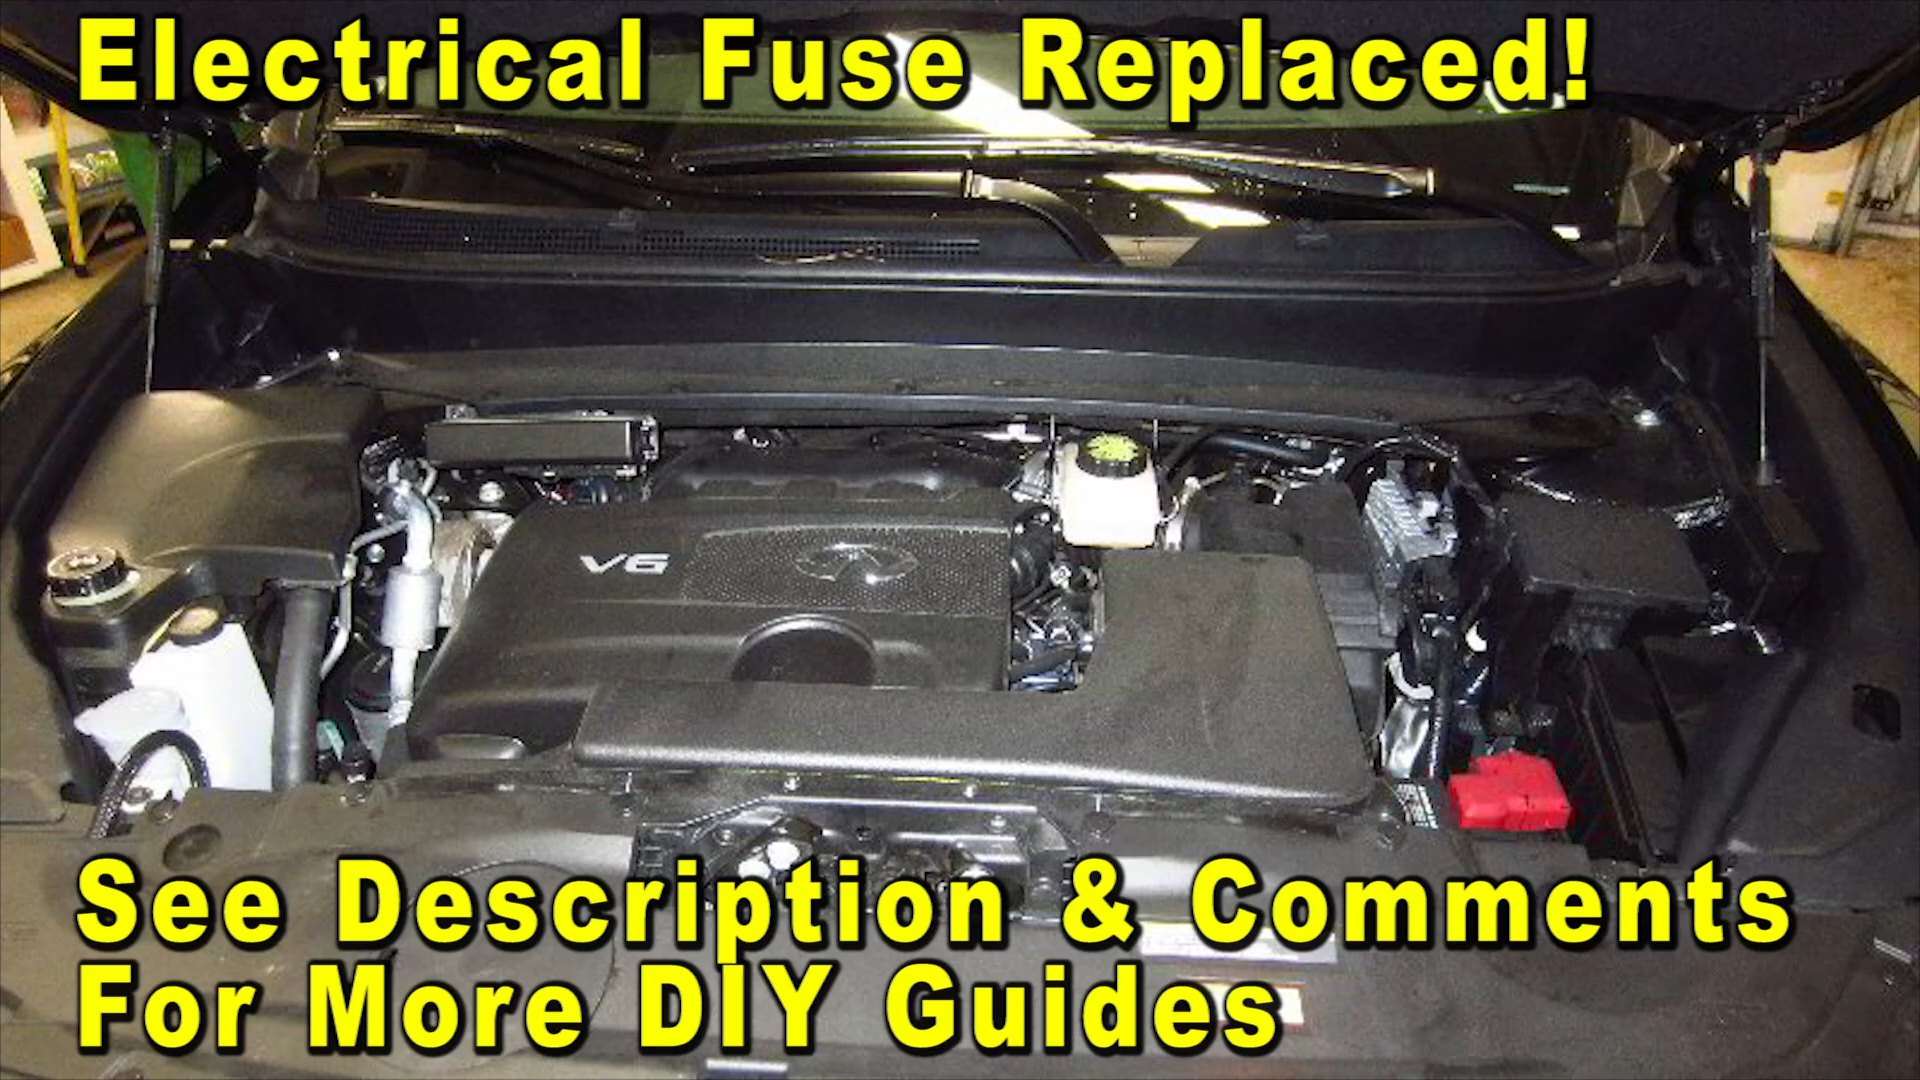 Electrical Fuse Replaced!
V6
See Description & Comments
For More DIY Guides